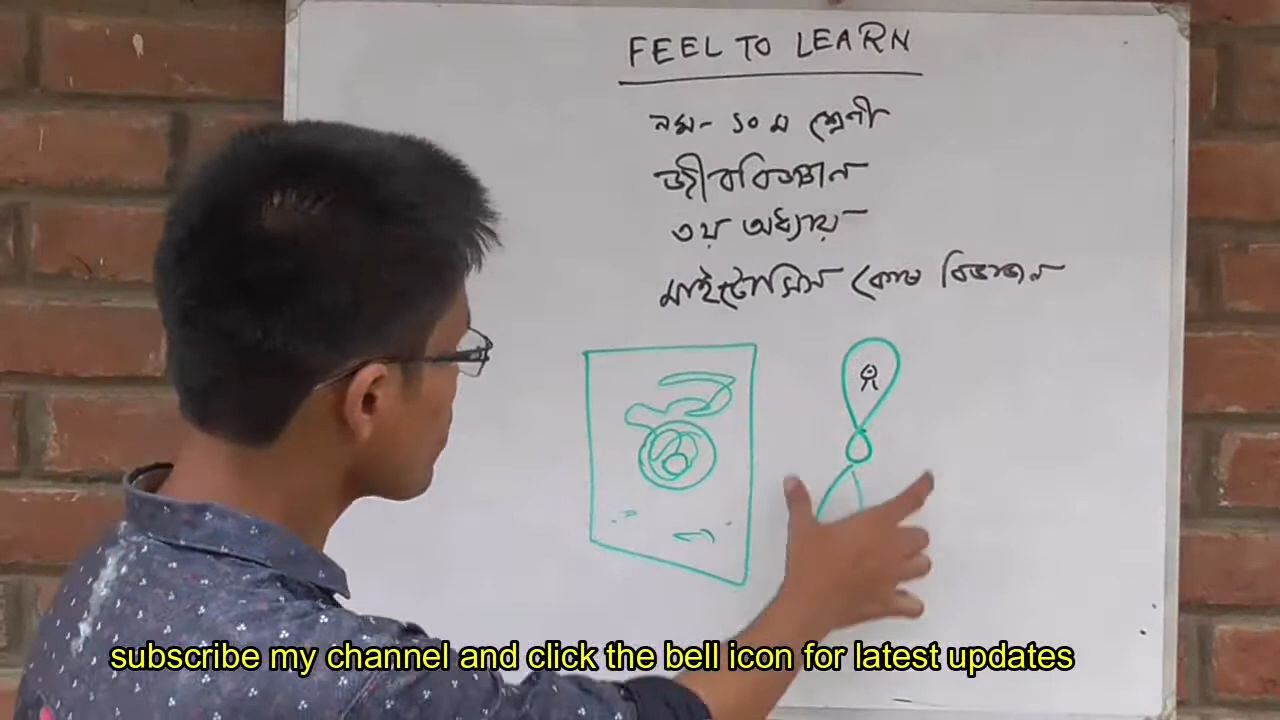 FEEL TO LEARN
নবম-১০ম শ্রেণী
জীববিজ্ঞান
৩য় অধ্যায়
মাইটোসিস কোষ বিভাজন
subscribe my channel and click the bell icon for latest updates